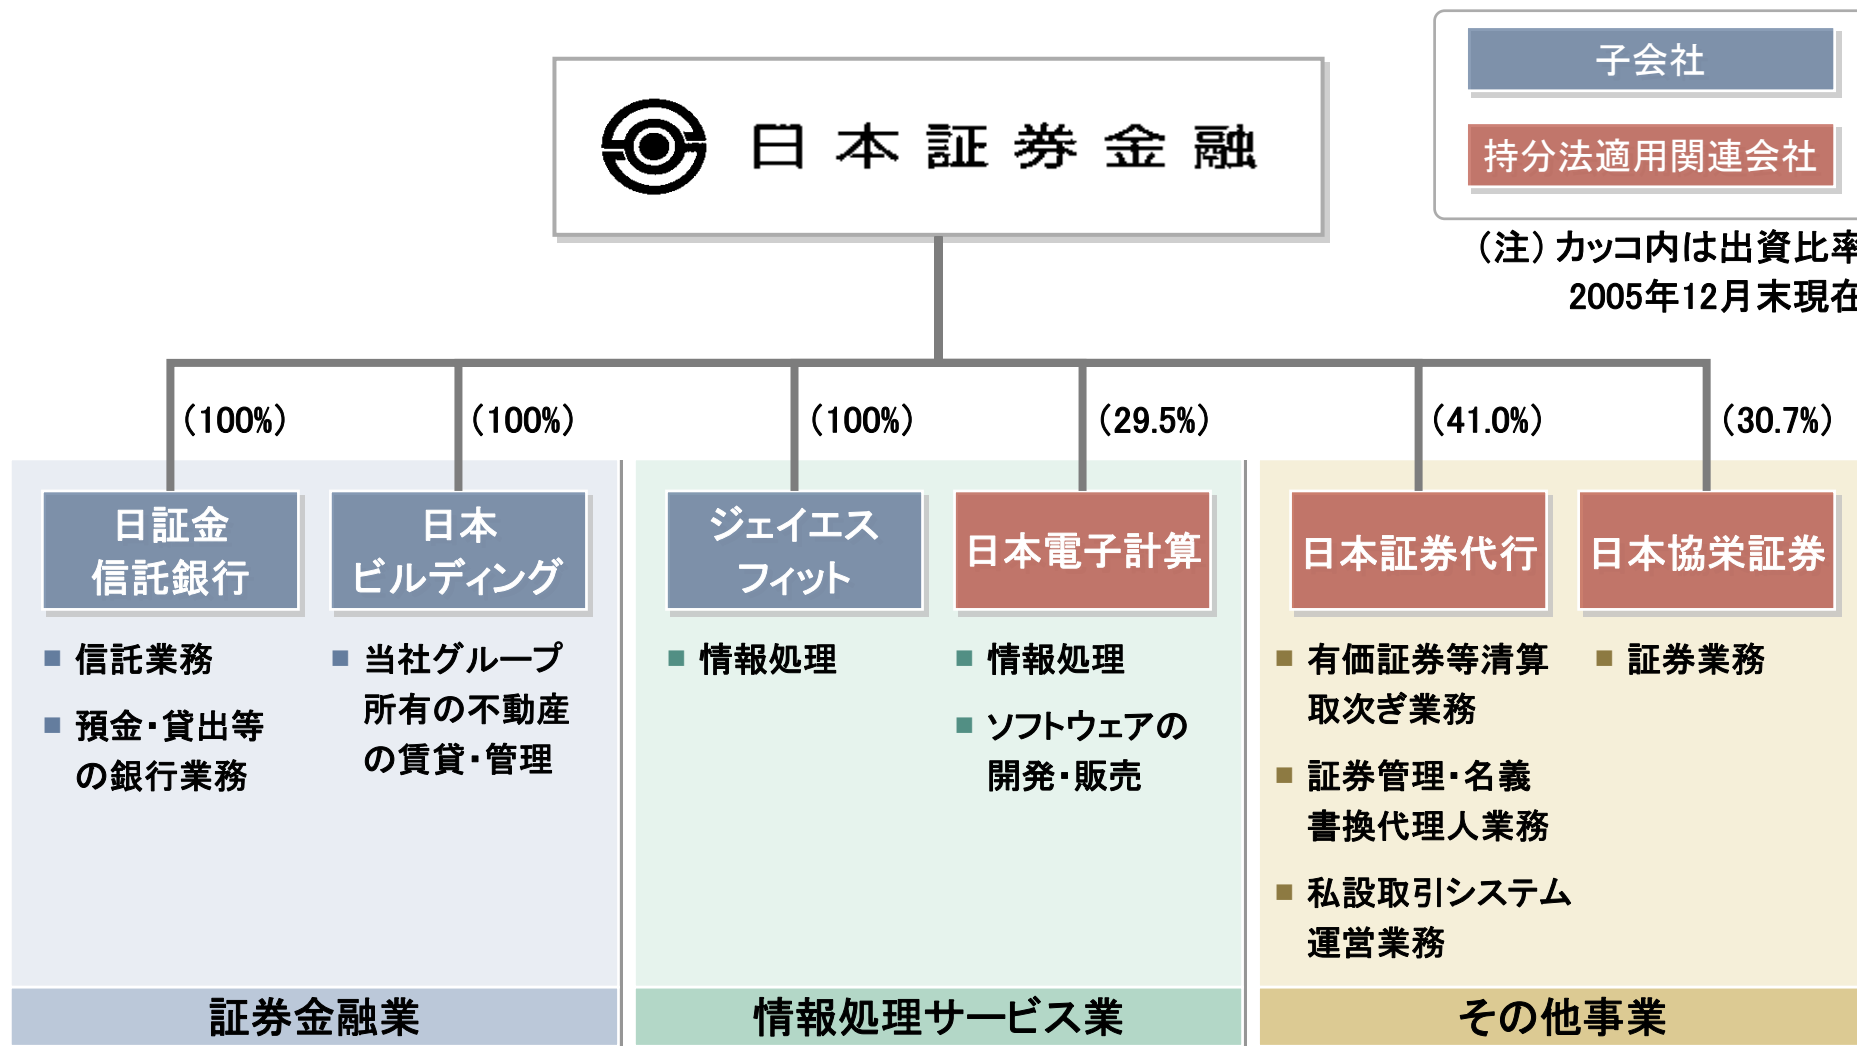 子会社
持分法適用関連会社
日本証券金融
（注）カッコ内は出資比率
2005年12月末現在
（100%）
（100%）
（100%）
（29.5%）
（41.0%）
（30.7%）
日証金
信託銀行
日本
ビルディング
ジェイエス
フィット
日本電子計算
日本証券代行
日本協栄証券
■ 信託業務
■ 預金・貸出等
の銀行業務
■ 当社グループ
所有の不動産
の賃貸・管理
■ 情報処理
■ 情報処理
■ ソフトウェアの
開発・販売
■ 有価証券等清算
取次ぎ業務
■ 証券管理・名義
書換代理人業務
■ 私設取引システム
運営業務
■ 証券業務
証券金融業
情報処理サービス業
その他事業